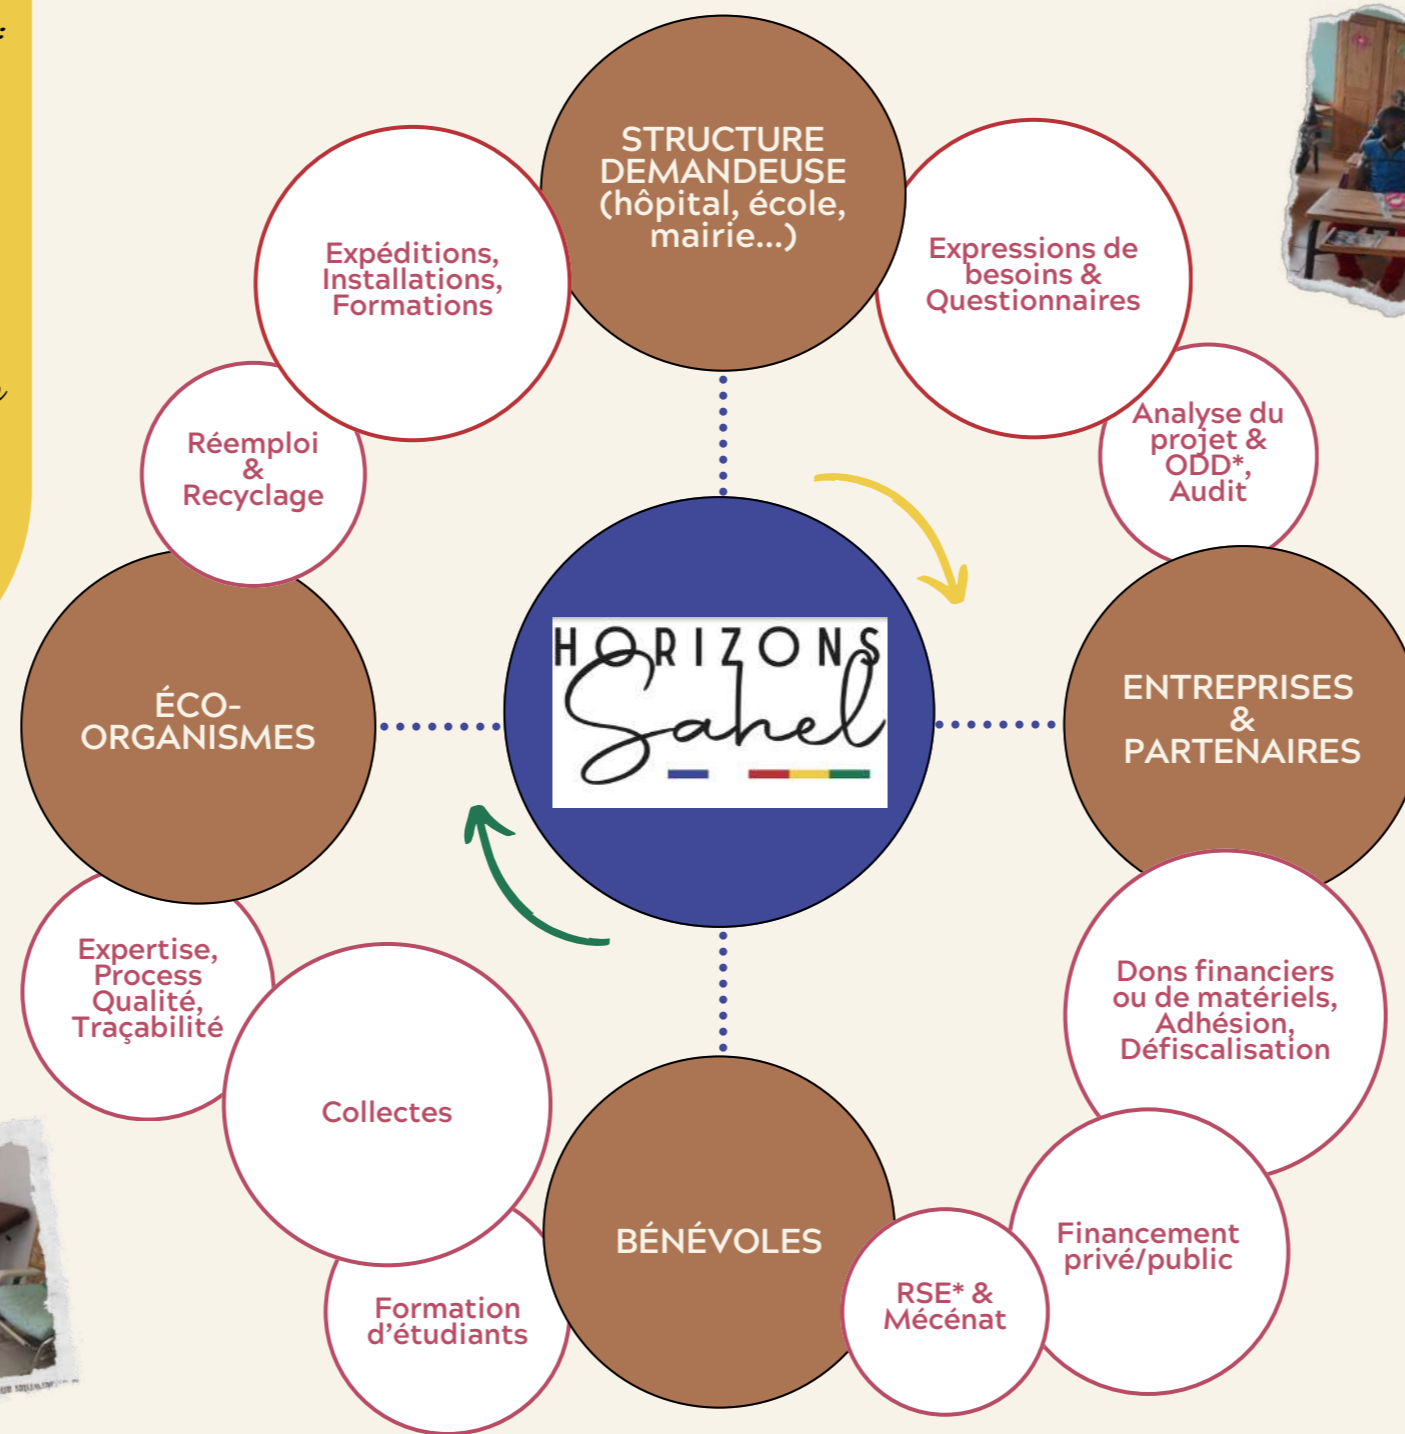 STRUCTURE
DEMANDEUSE
(hôpital, école,
mairie...)
Expressions de
besoins &
Questionnaires
Analyse du
projet &
ODD*,
Audit
ENTREPRISES
&
PARTENAIRES
Dons financiers
ou de matériels,
Adhésion,
Défiscalisation
Financement
privé/public
RSE* &
Mécénat
BÉNÉVOLES
Formation
d’étudiants
Collectes
Expertise,
Process
Qualité,
Traçabilité
ÉCO-
ORGANISMES
Réemploi
&
Recyclage
Expéditions,
Installations,
Formations
HORIZONS
Sahel